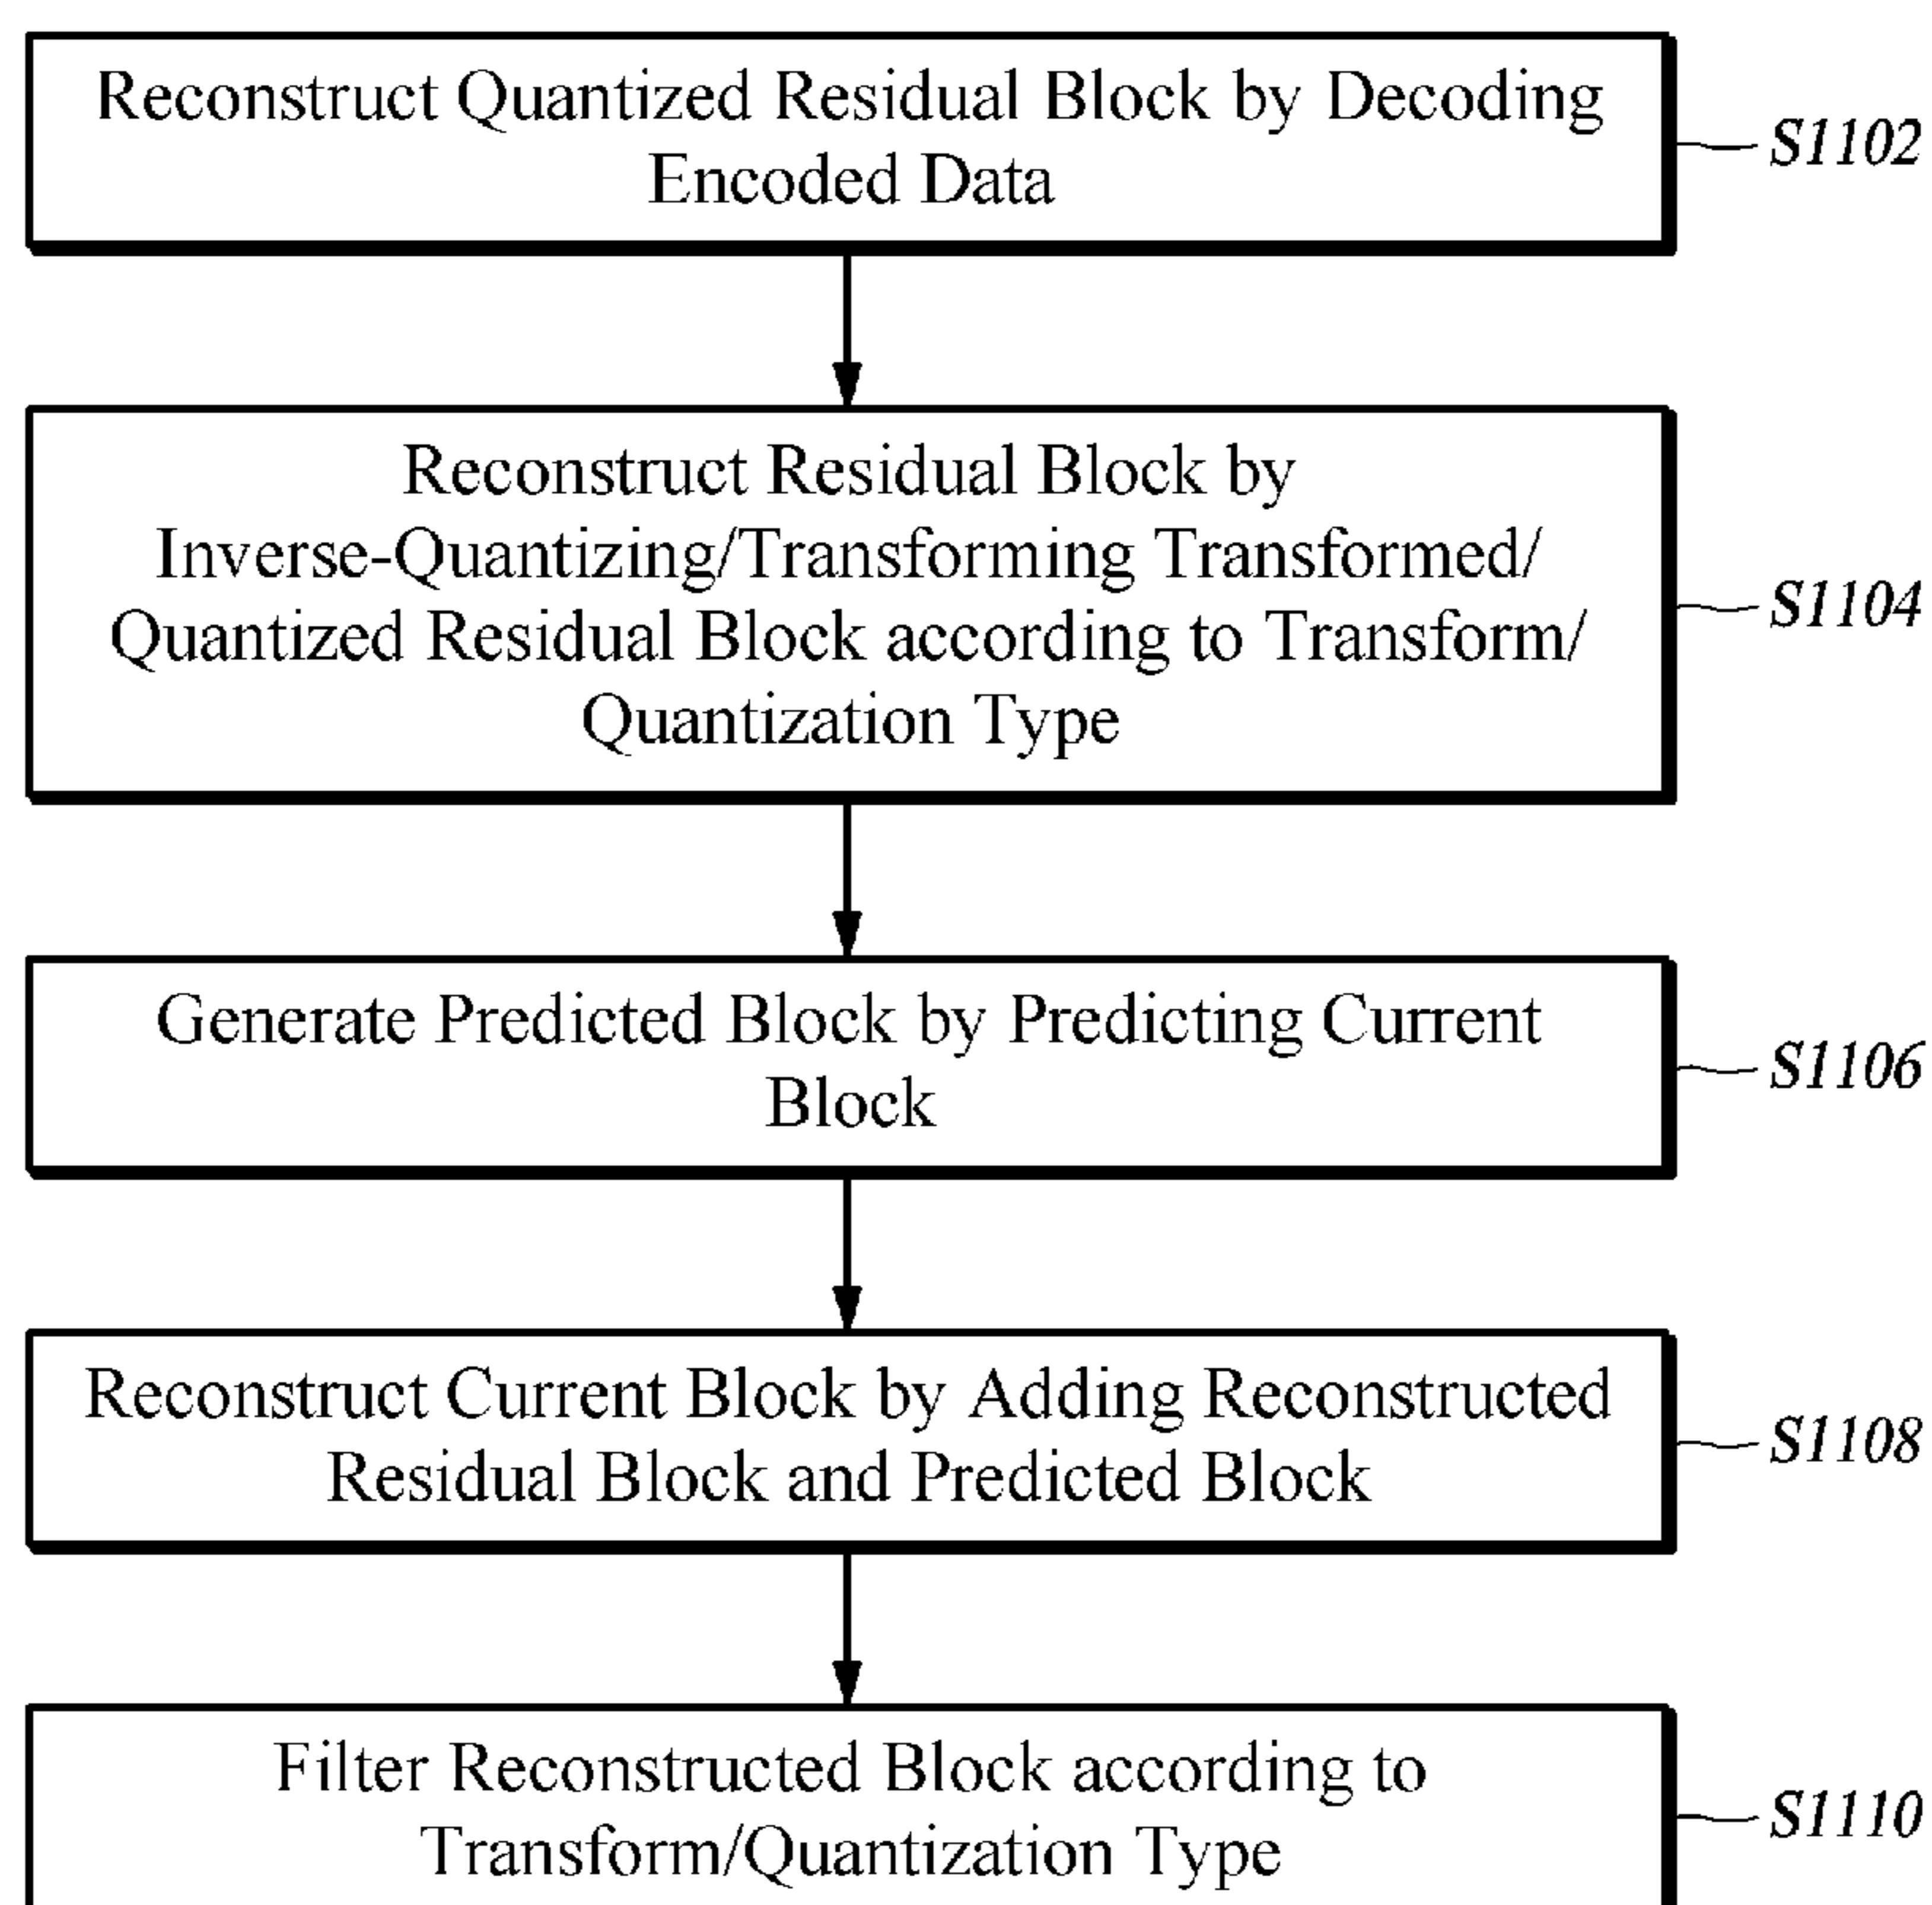 Reconstruct Quantized Residual Block by Decoding
Encoded Data
S1102
Reconstruct Residual Block by
Inverse-Quantizing/Transforming Transformed/
Quantized Residual Block according to Transform/
Quantization Type
S1104
Generate Predicted Block by Predicting Current
Block
S1106
Reconstruct Current Block by Adding Reconstructed
Residual Block and Predicted Block
S1108
Filter Reconstructed Block according to
Transform/Quantization Type
S1110